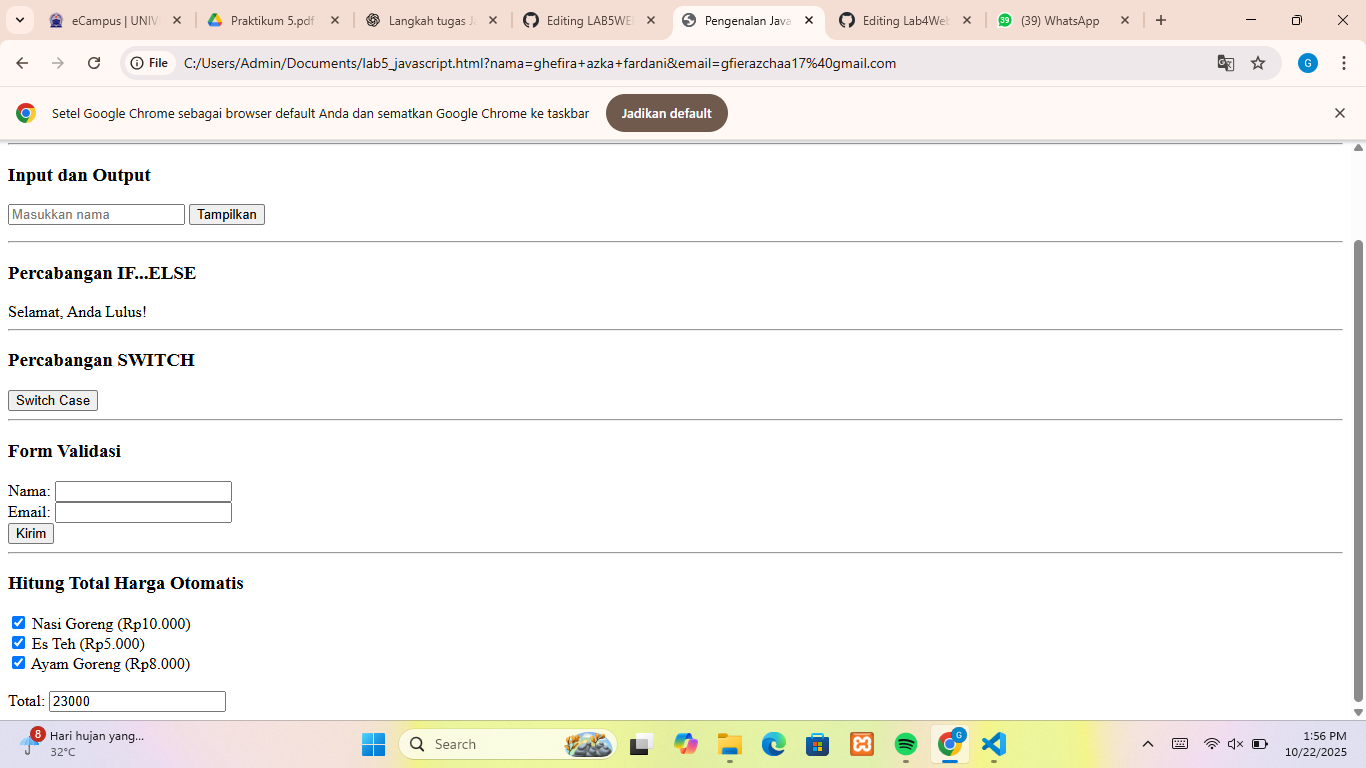 eCampus | UNIV
Praktikum 5.pdf
Langkah tugas Ja
Editing LAB5WEB
Pengenalan Java
Editing Lab4Web
39
(39) WhatsApp
File
C:/Users/Admin/Documents/lab5_javascript.html?nama=ghefira+azka+fardani&email=gfierazchaa17%40gmail.com
G
Setel Google Chrome sebagai browser default Anda dan sematkan Google Chrome ke taskbar
Jadikan default
Input dan Output
Masukkan nama
Tampilkan
Percabangan IF...ELSE
Selamat, Anda Lulus!
Percabangan SWITCH
Switch Case
Form Validasi
Nama:
Email:
Kirim
Hitung Total Harga Otomatis
Nasi Goreng (Rp10.000)
Es Teh (Rp5.000)
Ayam Goreng (Rp8.000)
Total: 23000
8
Hari hujan yang...
32°C
Search
G
1:56 PM
10/22/2025